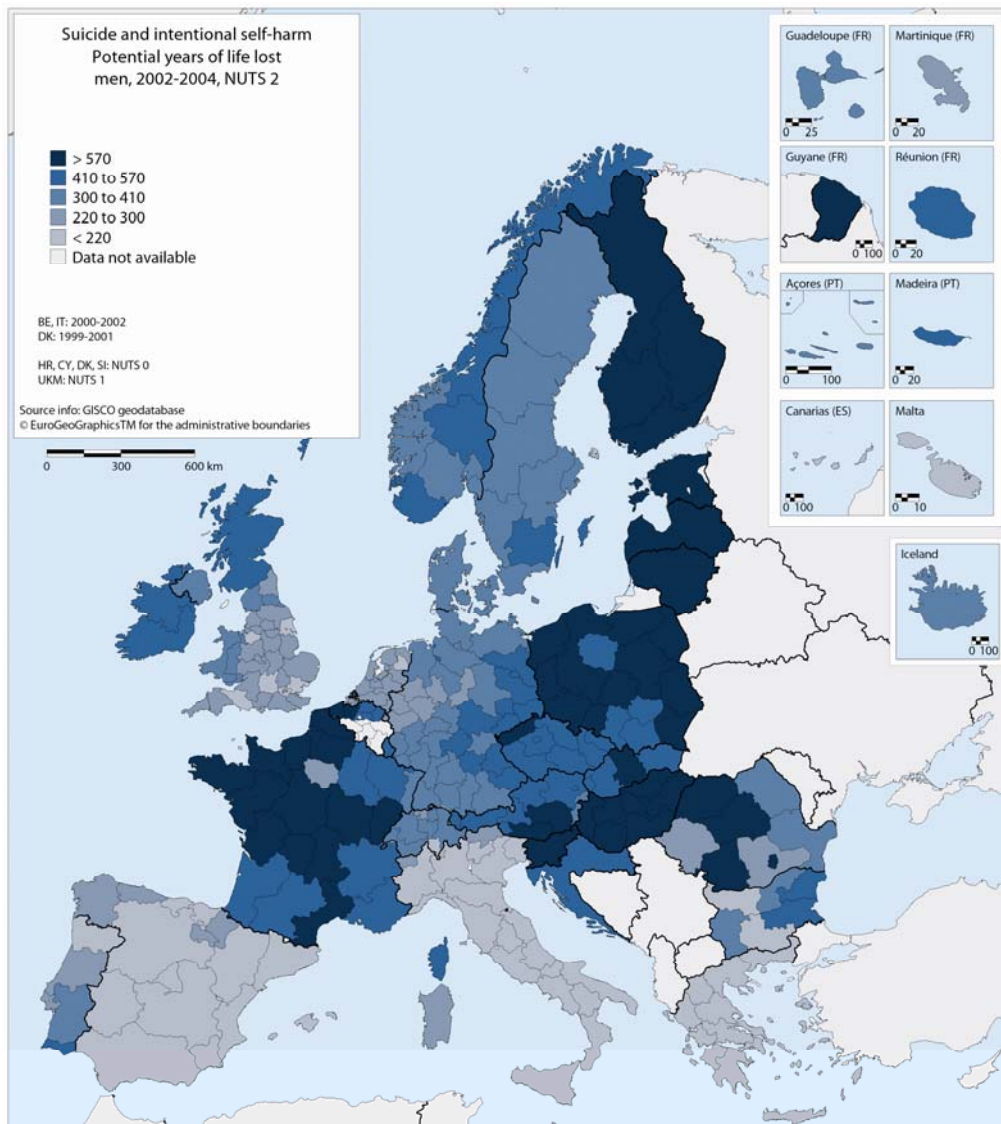 Suicide and intentional self-harm
Potential years of life lost
men, 2002-2004, NUTS 2
> 570
410 to 570
300 to 410
220 to 300
< 220
Data not available
BE, IT: 2000-2002
DK: 1999-2001
HR, CY, DK, SI: NUTS 0
UKM: NUTS 1
Source info: GISCO geodatabase
© EuroGeoGraphicsTM for the administrative boundaries
0 300 600 km
Guadeloupe (FR)
0 25
Martinique (FR)
0 20
Guyane (FR)
0 100
Réunion (FR)
0 20
Açores (PT)
0 100
Madeira (PT)
0 20
Canarias (ES)
0 100
Malta
0 10
Iceland
0 100